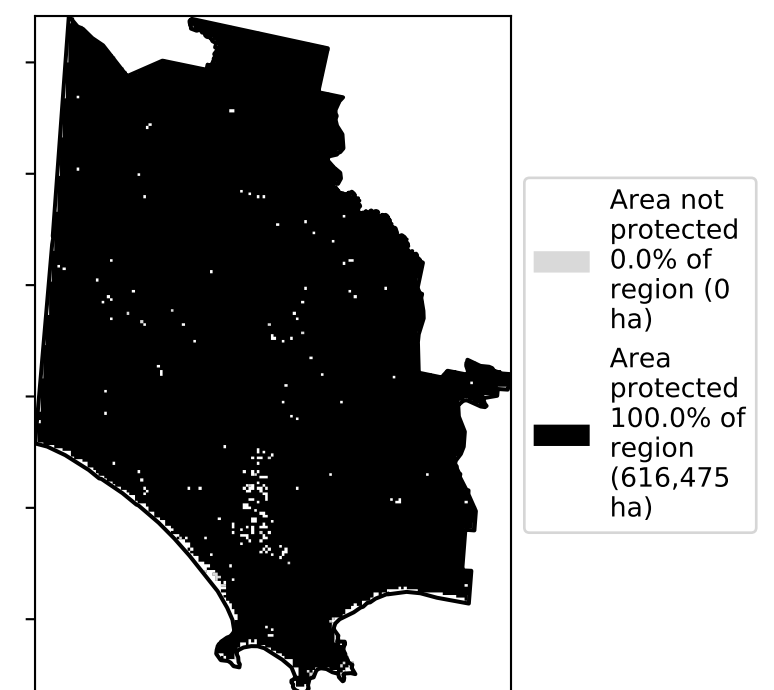 Area not
protected
0.0% of
region (0
ha)
Area
protected
100.0% of
region
(616,475
ha)